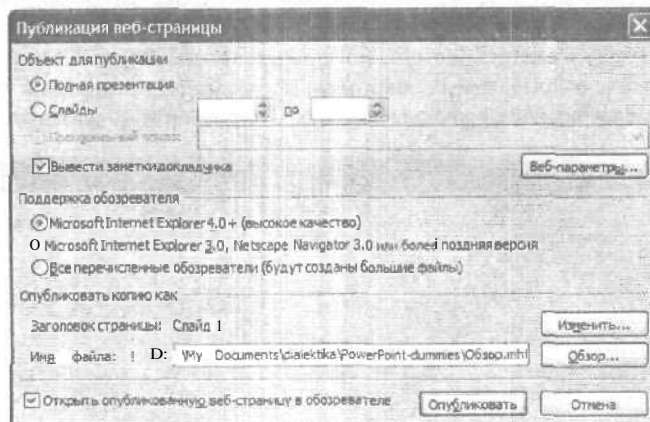 Публикация веб-страницы
Объект для публикации
Полная презентация
Слайды до
Произвольный показ:
Вывести заметки докладчика Веб-параметры...
Поддержка обозревателя
Microsoft Internet Explorer 4.0+ (высокое качество)
O Microsoft Internet Explorer 3.0, Netscape Navigator 3.0 или более поздняя версия
Все перечисленные обозреватели (будут созданы большие файлы)
Опубликовать копию как
Заголовок страницы: Слайд 1 Изменить...
Имя файла: ! D: \My Documents\dialektika\PowerPoint-dummies\Обзор.mht Обзор...
Открыть опубликованную веб-страницу в обозревателе Опубликовать Отмена